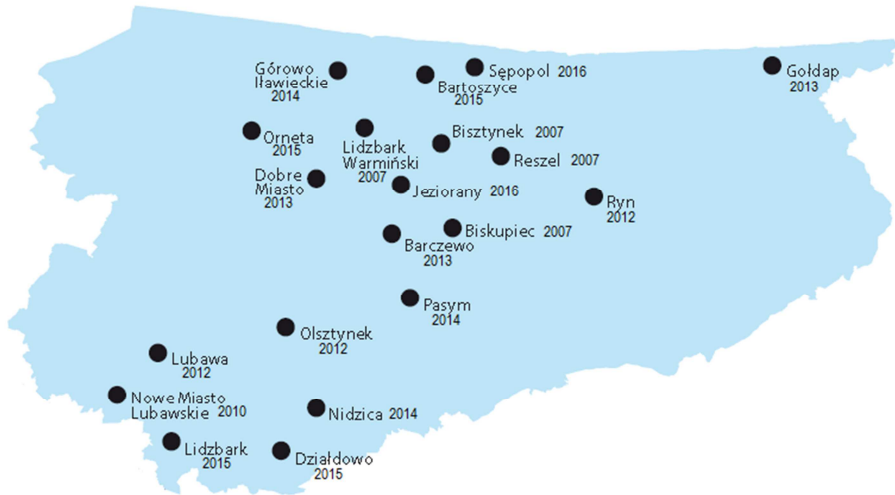 Górowo
Iławieckie
2014
Bartoszyce
2015
Sępopol 2016
Gołdap
2013
Orneta
2015
Lidzbark
Warmiński
2007
Bisztynek 2007
Reszel 2007
Dobre
Miasto
2013
Jeziorany 2016
Ryn
2012
Barczewo
2013
Biskupiec 2007
Pasym
2014
Olsztynek
2012
Lubawa
2012
Nowe Miasto
Lubawskie 2010
Nidzica 2014
Lidzbark
2015
Działdowo
2015